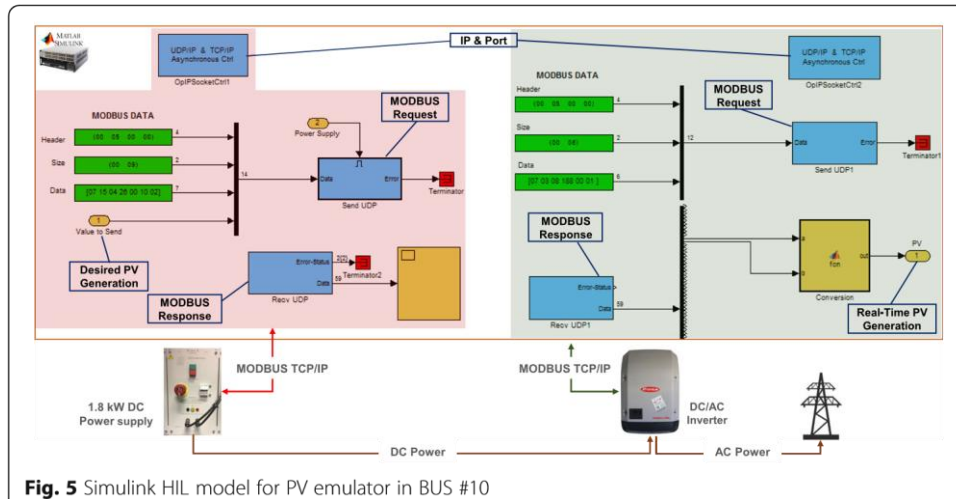 MATLAB
SIMULINK
UDP/IP & TCP/IP
Asynchronous Ctrl
OpIPSocketCtrl1
IP & Port
UDP/IP & TCP/IP
Asynchronous Ctrl
OpIPSocketCtrl2
MODBUS DATA
Header
(00 05 00 00)
4
Size
(00 09)
2
Data
[07 15 04 26 00 10 02]
7
1
Value to Send
14
2
Power Supply
MODBUS
Request
Data
Error
Send UDP
Terminator
Desired PV
Generation
MODBUS
Response
Error-Status
2{2}
Terminator2
Data
59
Recv UDP
MODBUS DATA
Header
(00 05 00 00)
4
Size
(00 06)
2
Data
[07 03 08 188 00 01 ]
6
12
MODBUS
Request
Data
Error
Send UDP1
Terminator1
MODBUS
Response
Error-Status
Data
59
Recv UDP1
fcn
out
Conversion
PV
1
Real-Time PV
Generation
MODBUS TCP/IP
MODBUS TCP/IP
1.8 kW DC
Power supply
DC/AC
Inverter
DC Power
AC Power
Fig. 5 Simulink HIL model for PV emulator in BUS #10